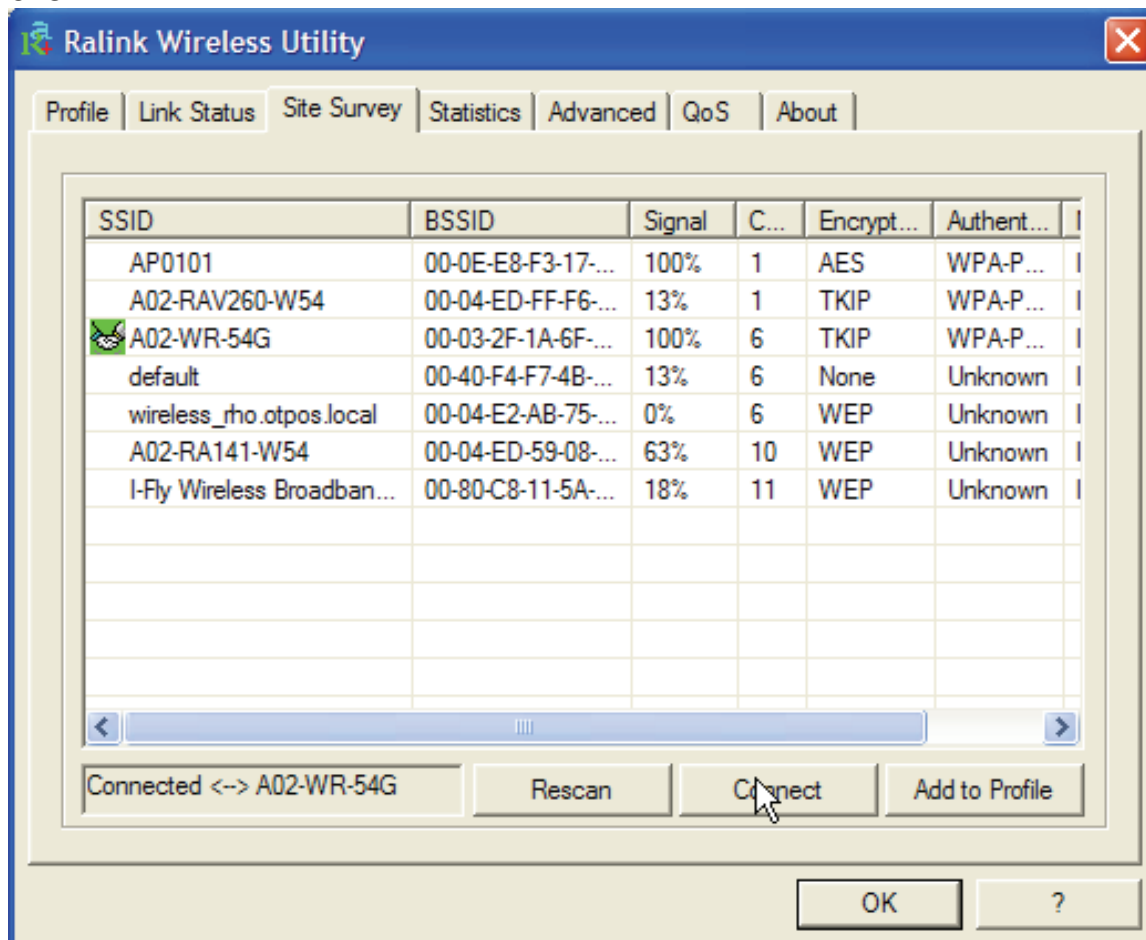 Ralink Wireless Utility
Profile Link Status Site Survey Statistics Advanced QoS About
SSID BSSID Signal C... Encrypt... Authent...
AP0101 00-0E-E8-F3-17-... 100% 1 AES WPA-P...
A02-RAV260-W54 00-04-ED-FF-F6-... 13% 1 TKIP WPA-P...
A02-WR-54G 00-03-2F-1A-6F-... 100% 6 TKIP WPA-P...
default 00-40-F4-F7-4B-... 13% 6 None Unknown
wireless_rho.otpos.local 00-04-E2-AB-75-... 0% 6 WEP Unknown
A02-RA141-W54 00-04-ED-59-08-... 63% 10 WEP Unknown
I-Fly Wireless Broadban... 00-80-C8-11-5A-... 18% 11 WEP Unknown
Connected <--> A02-WR-54G Rescan Connect Add to Profile
OK ?